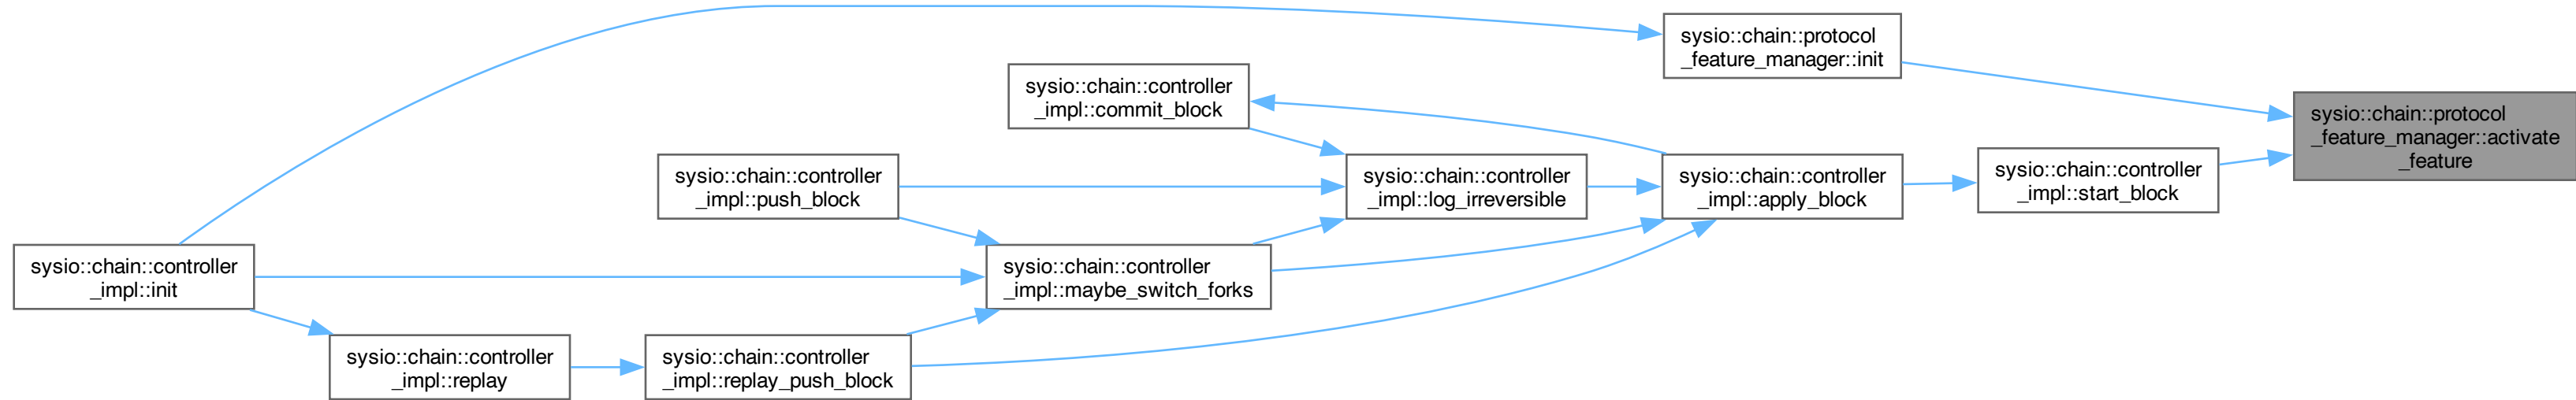 sysio::chain::protocol
_feature_manager::init
sysio::chain::controller
_impl::commit_block
sysio::chain::protocol
_feature_manager::activate
_feature
sysio::chain::controller
_impl::push_block
sysio::chain::controller
_impl::log_irreversible
sysio::chain::controller
_impl::apply_block
sysio::chain::controller
_impl::start_block
sysio::chain::controller
_impl::init
sysio::chain::controller
_impl::maybe_switch_forks
sysio::chain::controller
_impl::replay
sysio::chain::controller
_impl::replay_push_block